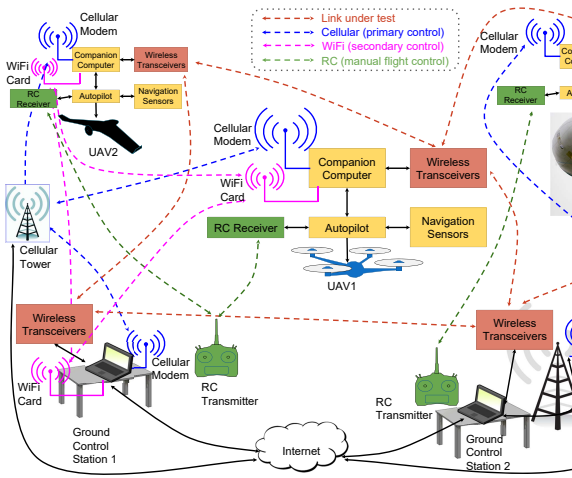 Cellular
Modem
WiFi
Card
Companion
Computer
Wireless
Transceivers
RC
Receiver
Autopilot
Navigation
Sensors
UAV2
Link under test
Cellular (primary control)
WiFi (secondary control)
RC (manual flight control)
Cellular
Modem
RC
Receiver
Cellular
Modem
WiFi
Card
Companion
Computer
Wireless
Transceivers
RC Receiver
Autopilot
Navigation
Sensors
UAV1
Cellular
Tower
Wireless
Transceivers
WiFi
Card
Cellular
Modem
Ground
Control
Station 1
RC
Transmitter
Internet
Wireless
Transceivers
RC
Transmitter
Ground
Control
Station 2